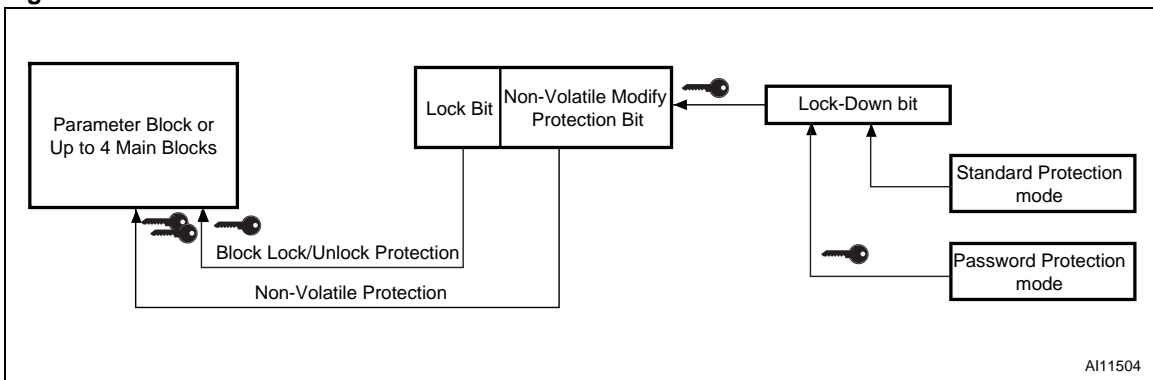 Parameter Block or
Up to 4 Main Blocks
Lock Bit
Non-Volatile Modify
Protection Bit
Lock-Down bit
Standard Protection
mode
Password Protection
mode
Block Lock/Unlock Protection
Non-Volatile Protection
AI11504